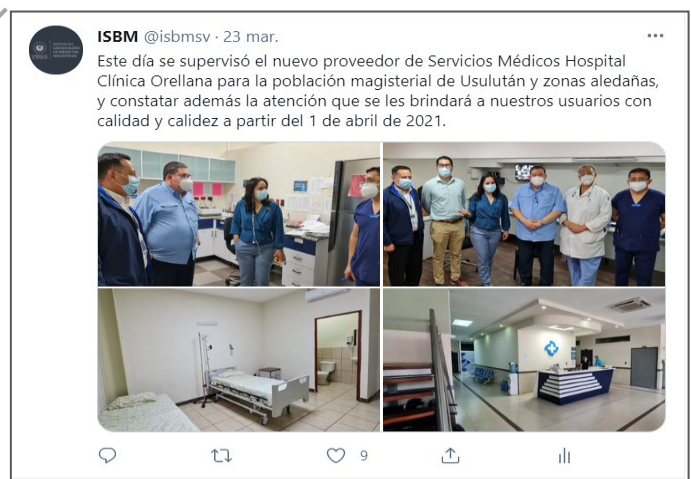 ISBM @isbmsv · 23 mar.
Este día se supervisó el nuevo proveedor de Servicios Médicos Hospital
Clínica Orellana para la población magisterial de Usulután y zonas aledañas,
y constatar además la atención que se les brindará a nuestros usuarios con
calidad y calidez a partir del 1 de abril de 2021.
9